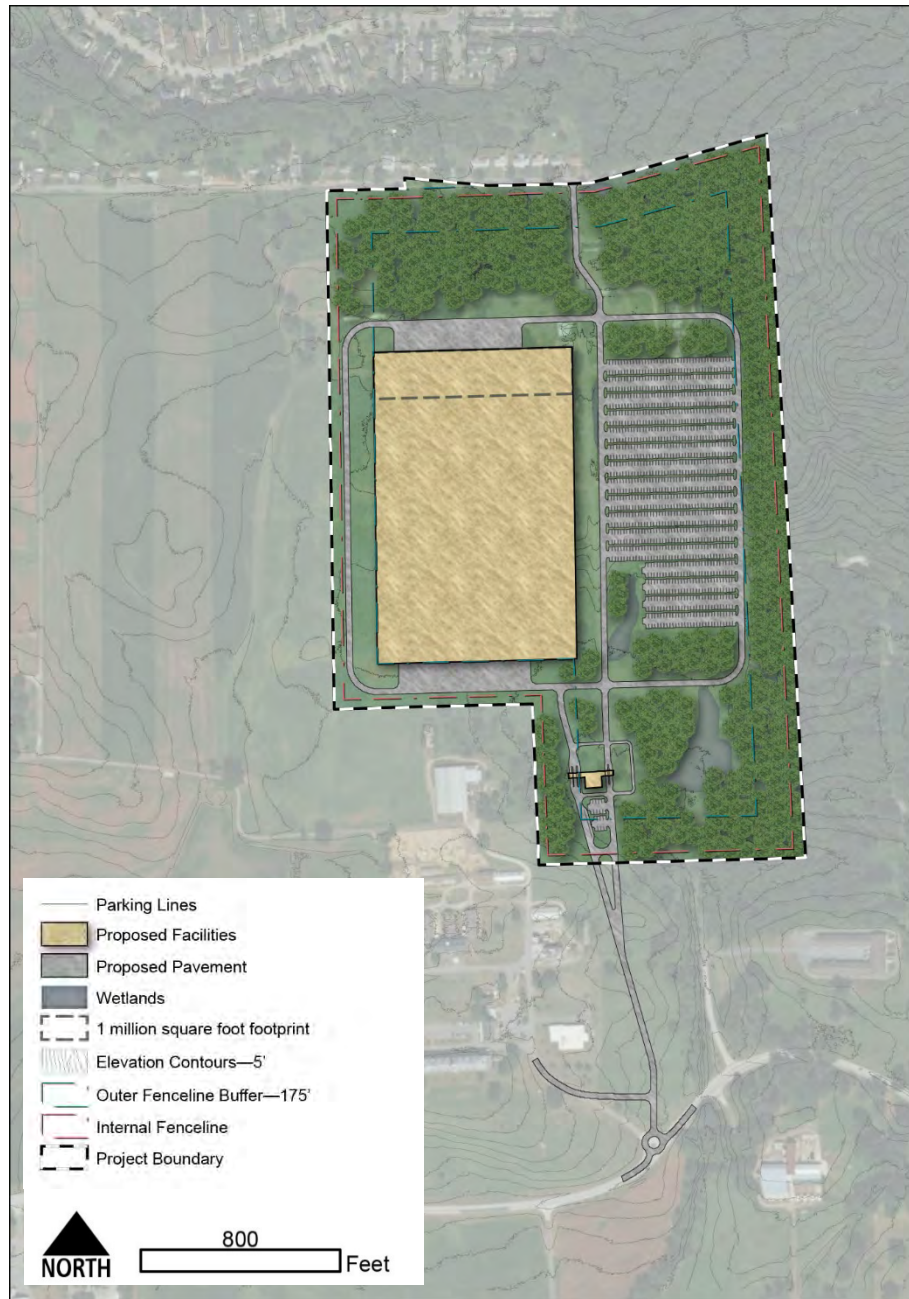 Parking Lines
Proposed Facilities
Proposed Pavement
Wetlands
1 million square foot footprint
Elevation Contours—5'
Outer Fenceline Buffer—175'
Internal Fenceline
Project Boundary
NORTH
800
Feet